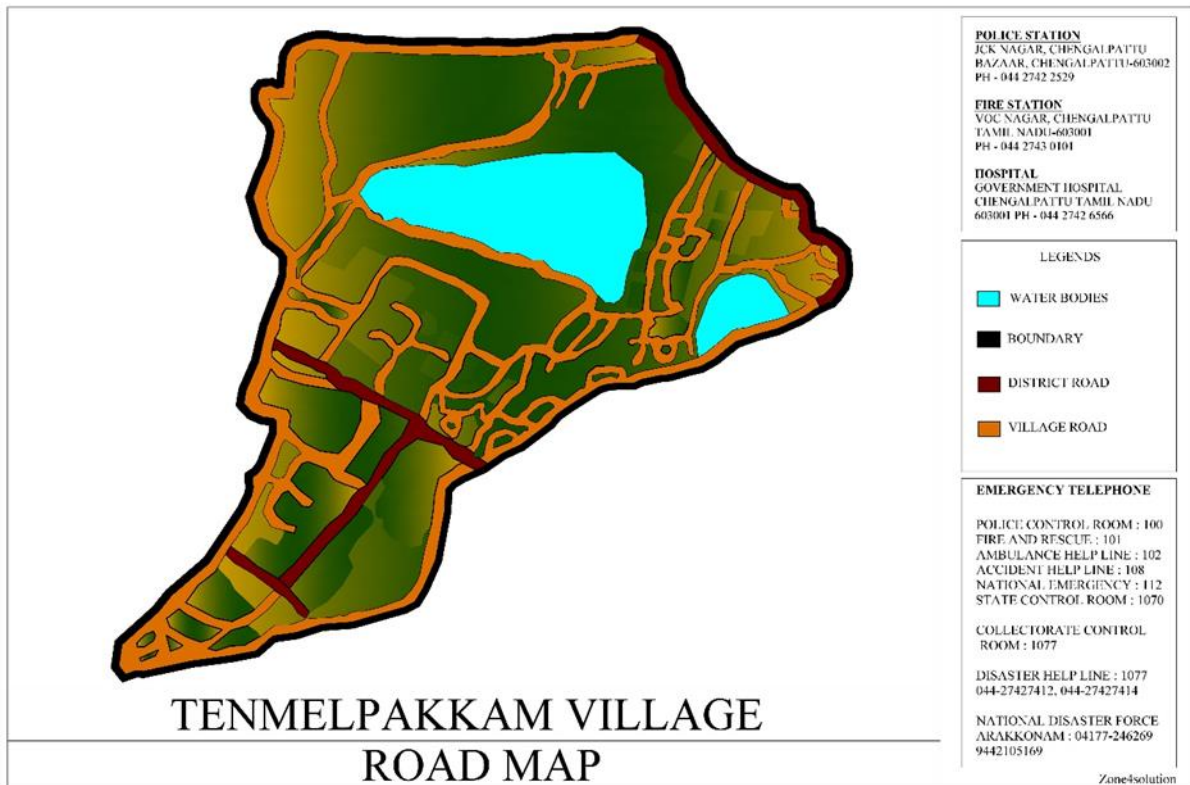 POLICE STATION
JCK NAGAR, CHENGALPATTU
BAZAAR, CHENGALPATTU-603002
PH - 044 2742 2529
FIRE STATION
VOC NAGAR, CHENGALPATTU
TAMIL NADU-603001
PH - 044 2743 0101
HOSPITAL
GOVERNMENT HOSPITAL
CHENGALPATTU TAMIL NADU
603001 PH - 044 2742 6566
LEGENDS
WATER BODIES
BOUNDARY
DISTRICT ROAD
VILLAGE ROAD
EMERGENCY TELEPHONE
POLICE CONTROL ROOM : 100
FIRE AND RESCUE : 101
AMBULANCE HELP LINE : 102
ACCIDENT HELP LINE : 108
NATIONAL EMERGENCY : 112
STATE CONTROL ROOM : 1070
COLLECTORATE CONTROL
ROOM : 1077
DISASTER HELP LINE : 1077
044-27427412, 044-27427414
NATIONAL DISASTER FORCE
ARAKKONAM : 04177-246269
9442105169
TENMELPAKKAM VILLAGE
ROAD MAP
Zone4solution